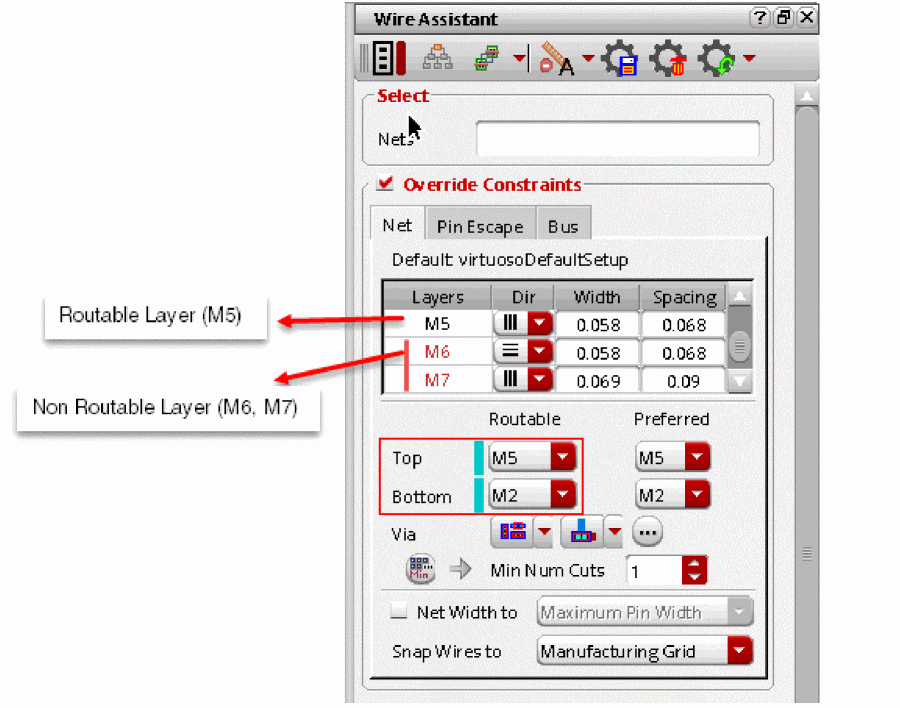 Wire Assistant
?
A
Select
Nets
Override Constraints
Net Pin Escape Bus
Default: virtuosoDefaultSetup
Layers Dir Width Spacing
M5 0.058 0.068
M6 0.058 0.068
M7 0.069 0.09
Routable Layer (M5)
Non Routable Layer (M6, M7)
Routable Preferred
Top M5 M5
Bottom M2 M2
Via ...
Min Min Num Cuts 1
Net Width to Maximum Pin Width
Snap Wires to Manufacturing Grid